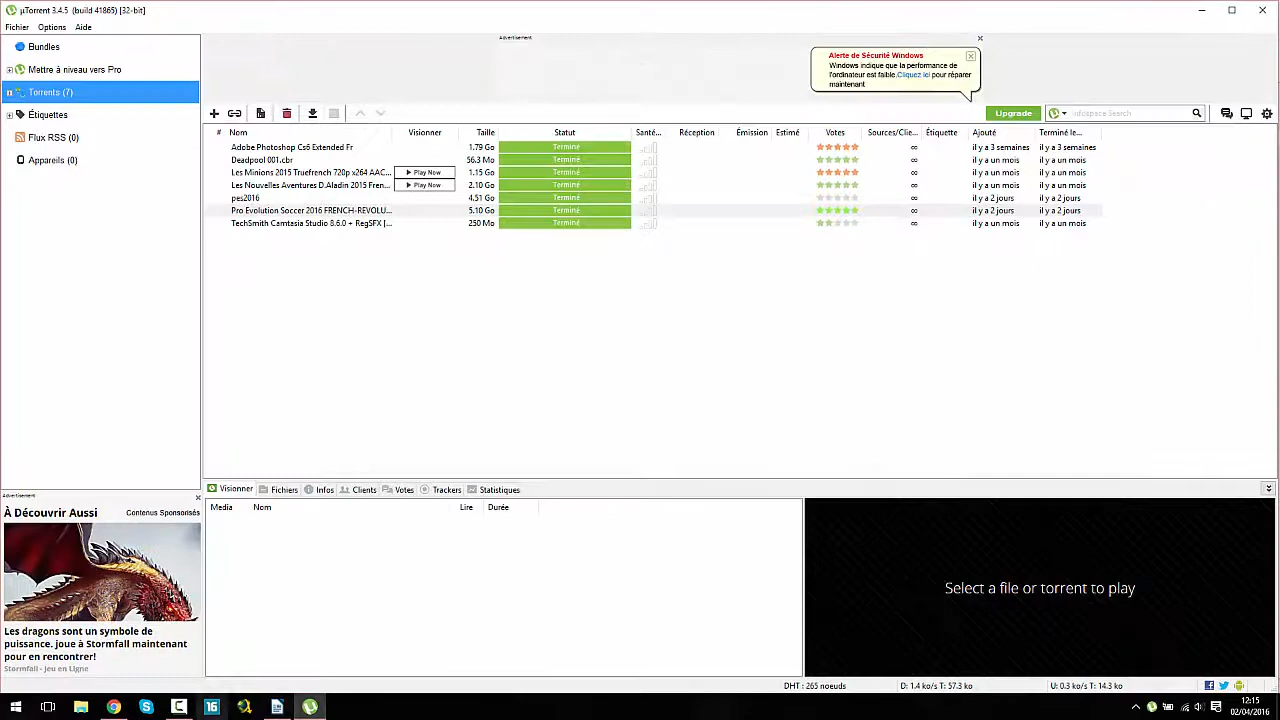 µTorrent 3.4.5 (build 41865) [32-bit]
Fichier Options Aide
Bundles
Mettre à niveau vers Pro
Torrents (7)
Étiquettes
Flux RSS (0)
Appareils (0)
Advertisement
Alerte de Sécurité Windows
Windows indique que la performance de
l'ordinateur est faible.Cliquez ici pour réparer
maintenant
Upgrade
Infospace Search
# Nom Visionner Taille Statut Santé... Réception Émission Estimé Votes Sources/Clie... Étiquette Ajouté Terminé le...
Adobe Photoshop Cs6 Extended Fr 1.79 Go Terminé ∞ il y a 3 semaines il y a 3 semaines
Deadpool 001.cbr 56.3 Mo Terminé ∞ il y a un mois il y a un mois
Les Minions 2015 Truefrench 720p x264 AAC... Play Now 1.15 Go Terminé ∞ il y a un mois il y a un mois
Les Nouvelles Aventures D.Aladin 2015 Fren... Play Now 2.10 Go Terminé ∞ il y a un mois il y a un mois
pes2016 4.51 Go Terminé ∞ il y a 2 jours il y a 2 jours
Pro Evolution Soccer 2016 FRENCH-REVOLU... 5.10 Go Terminé ∞ il y a 2 jours il y a 2 jours
TechSmith Camtasia Studio 8.6.0 + RegSFX [... 250 Mo Terminé ∞ il y a un mois il y a un mois
Visionner Fichiers Infos Clients Votes Trackers Statistiques
Media Nom Lire Durée
Select a file or torrent to play
Advertisement
À Découvrir Aussi Contenus Sponsorisés
Les dragons sont un symbole de
puissance. joue à Stormfall maintenant
pour en rencontrer!
Stormfall - Jeu en Ligne
DHT : 265 noeuds D: 1.4 ko/s T: 57.3 ko U: 0.3 ko/s T: 14.3 ko
16
12:15
02/04/2016